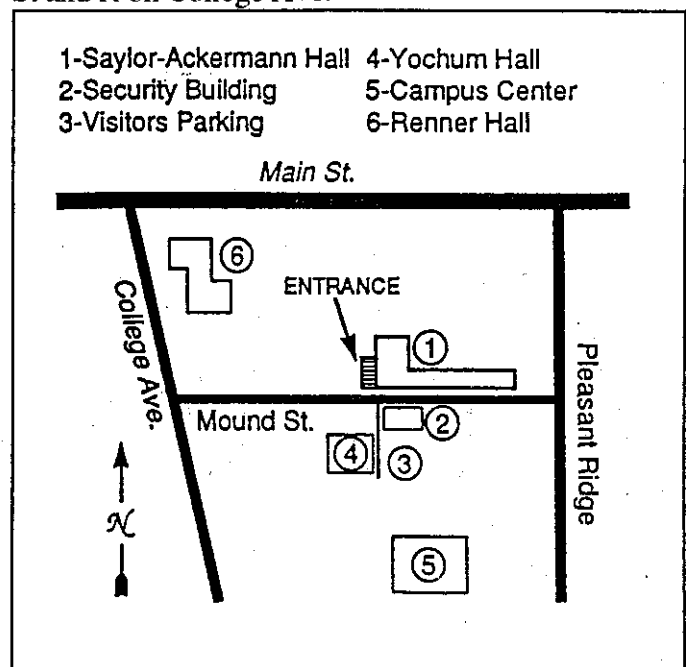 1-Saylor-Ackermann Hall 4-Yochum Hall
2-Security Building 5-Campus Center
3-Visitors Parking 6-Renner Hall
Main St.
6
ENTRANCE
1
College Ave.
Pleasant Ridge
Mound St.
2
4
3
N
5